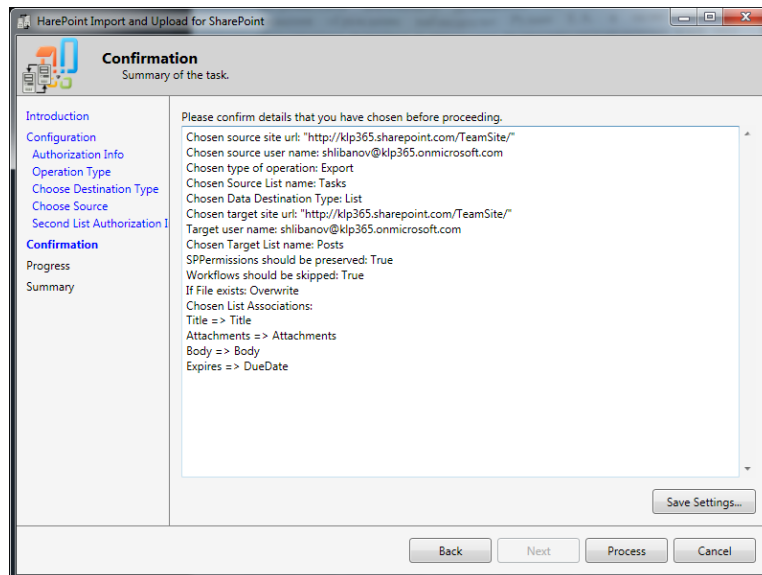 HarePoint Import and Upload for SharePoint
Confirmation
Summary of the task.
Introduction
Configuration
Authorization Info
Operation Type
Choose Destination Type
Choose Source
Second List Authorization I
Confirmation
Progress
Summary
Please confirm details that you have chosen before proceeding.
Chosen source site url: "http://klp365.sharepoint.com/TeamSite/"
Chosen source user name: shlibanov@klp365.onmicrosoft.com
Chosen type of operation: Export
Chosen Source List name: Tasks
Chosen Data Destination Type: List
Chosen target site url: "http://klp365.sharepoint.com/TeamSite/"
Target user name: shlibanov@klp365.onmicrosoft.com
Chosen Target List name: Posts
SPPermissions should be preserved: True
Workflows should be skipped: True
If File exists: Overwrite
Chosen List Associations:
Title => Title
Attachments => Attachments
Body => Body
Expires => DueDate
Save Settings...
Back
Next
Process
Cancel